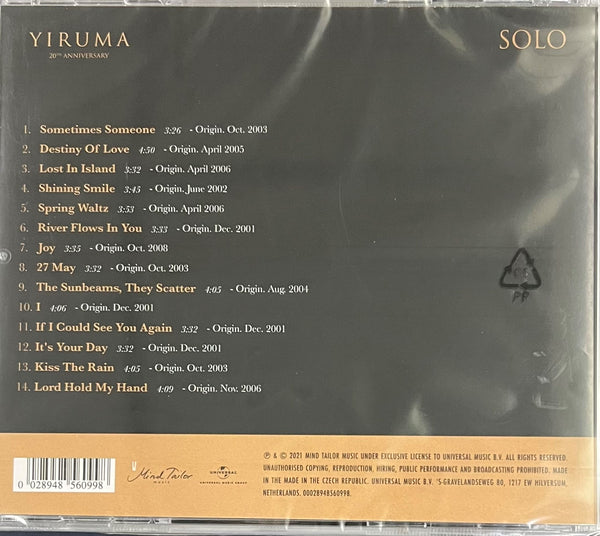 YIRUMA
20TH ANNIVERSARY
SOLO
1. Sometimes Someone 3:26 - Origin. Oct. 2003
2. Destiny Of Love 4:50 - Origin. April 2005
3. Lost In Island 3:32 - Origin. April 2006
4. Shining Smile 3:45 - Origin. June 2002
5. Spring Waltz 3:53 - Origin. April 2006
6. River Flows In You 3:33 - Origin. Dec. 2001
7. Joy 3:35 - Origin. Oct. 2008
8. 27 May 3:32 - Origin. Oct. 2003
9. The Sunbeams, They Scatter 4:05 - Origin. Aug. 2004
10. I 4:06 - Origin. Dec. 2001
11. If I Could See You Again 3:32 - Origin. Dec. 2001
12. It's Your Day 3:32 - Origin. Dec. 2001
13. Kiss The Rain 4:05 - Origin. Oct. 2003
14. Lord Hold My Hand 4:09 - Origin. Nov. 2006
PP
0 028948 560998
Mind Tailor
MUSIC
UNIVERSAL
UNIVERSAL MUSIC GROUP
℗ & © 2021 MIND TAILOR MUSIC UNDER EXCLUSIVE LICENSE TO UNIVERSAL MUSIC B.V. ALL RIGHTS RESERVED.
UNAUTHORISED COPYING, REPRODUCTION, HIRING, PUBLIC PERFORMANCE AND BROADCASTING PROHIBITED. MADE
IN THE MADE IN THE CZECH REPUBLIC. UNIVERSAL MUSIC B.V. 'S-GRAVELANDSEWEG 80, 1217 EW HILVERSUM,
NETHERLANDS. 00028948560998.